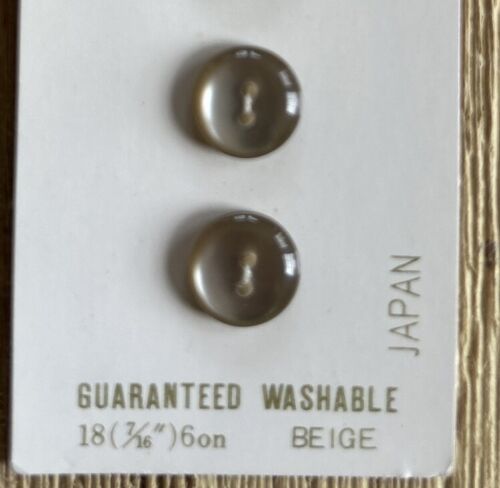 JAPAN
GUARANTEED WASHABLE
18(7/16")6on BEIGE